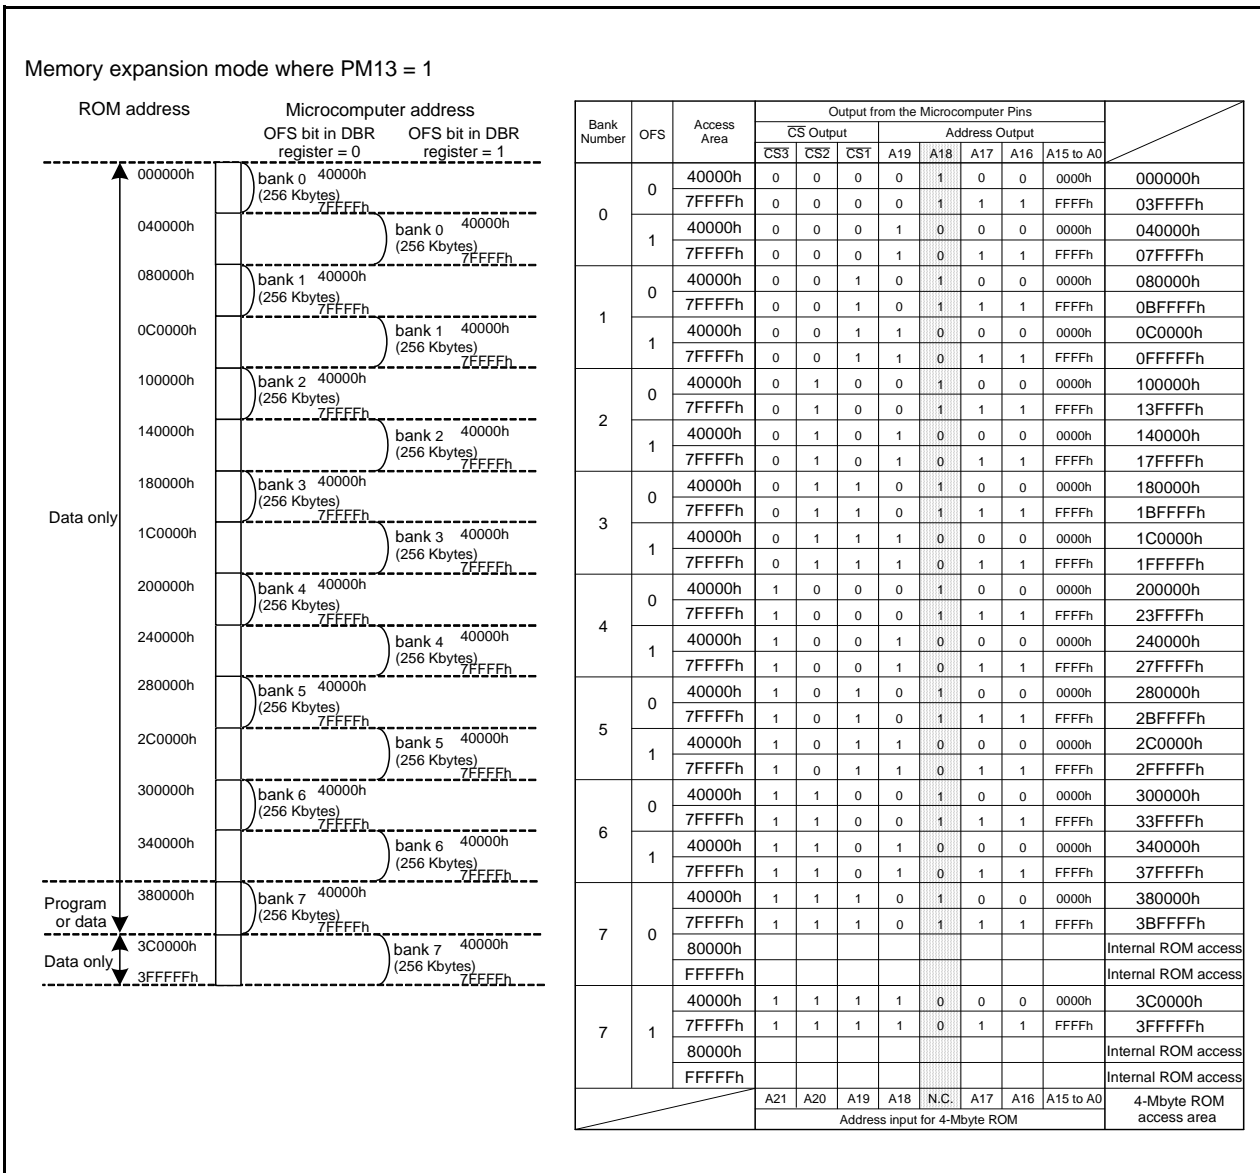 Memory expansion mode where PM13 = 1
ROM address Microcomputer address
OFS bit in DBR register = 0 OFS bit in DBR register = 1
000000h bank 0 40000h
(256 Kbytes)
7FFFFh
040000h bank 0 40000h
(256 Kbytes)
7FFFFh
080000h bank 1 40000h
(256 Kbytes)
7FFFFh
0C0000h bank 1 40000h
(256 Kbytes)
7FFFFh
100000h bank 2 40000h
(256 Kbytes)
7FFFFh
140000h bank 2 40000h
(256 Kbytes)
7FFFFh
180000h bank 3 40000h
(256 Kbytes)
7FFFFh
Data only
1C0000h bank 3 40000h
(256 Kbytes)
7FFFFh
200000h bank 4 40000h
(256 Kbytes)
7FFFFh
240000h bank 4 40000h
(256 Kbytes)
7FFFFh
280000h bank 5 40000h
(256 Kbytes)
7FFFFh
2C0000h bank 5 40000h
(256 Kbytes)
7FFFFh
300000h bank 6 40000h
(256 Kbytes)
7FFFFh
340000h bank 6 40000h
(256 Kbytes)
7FFFFh
Program or data
380000h bank 7 40000h
(256 Kbytes)
7FFFFh
Data only
3C0000h bank 7 40000h
(256 Kbytes)
3FFFFFh 7FFFFh
Bank Number OFS Access Area Output from the Microcomputer Pins
CS Output Address Output
CS3 CS2 CS1 A19 A18 A17 A16 A15 to A0
0 0 40000h 0 0 0 0 1 0 0 0000h 000000h
7FFFFh 0 0 0 0 1 1 1 FFFFh 03FFFFh
1 40000h 0 0 0 1 0 0 0 0000h 040000h
7FFFFh 0 0 0 1 0 1 1 FFFFh 07FFFFh
1 0 40000h 0 0 1 0 1 0 0 0000h 080000h
7FFFFh 0 0 1 0 1 1 1 FFFFh 0BFFFFh
1 40000h 0 0 1 1 0 0 0 0000h 0C0000h
7FFFFh 0 0 1 1 0 1 1 FFFFh 0FFFFFh
2 0 40000h 0 1 0 0 1 0 0 0000h 100000h
7FFFFh 0 1 0 0 1 1 1 FFFFh 13FFFFh
1 40000h 0 1 0 1 0 0 0 0000h 140000h
7FFFFh 0 1 0 1 0 1 1 FFFFh 17FFFFh
3 0 40000h 0 1 1 0 1 0 0 0000h 180000h
7FFFFh 0 1 1 0 1 1 1 FFFFh 1BFFFFh
1 40000h 0 1 1 1 0 0 0 0000h 1C0000h
7FFFFh 0 1 1 1 0 1 1 FFFFh 1FFFFFh
4 0 40000h 1 0 0 0 1 0 0 0000h 200000h
7FFFFh 1 0 0 0 1 1 1 FFFFh 23FFFFh
1 40000h 1 0 0 1 0 0 0 0000h 240000h
7FFFFh 1 0 0 1 0 1 1 FFFFh 27FFFFh
5 0 40000h 1 0 1 0 1 0 0 0000h 280000h
7FFFFh 1 0 1 0 1 1 1 FFFFh 2BFFFFh
1 40000h 1 0 1 1 0 0 0 0000h 2C0000h
7FFFFh 1 0 1 1 0 1 1 FFFFh 2FFFFFh
6 0 40000h 1 1 0 0 1 0 0 0000h 300000h
7FFFFh 1 1 0 0 1 1 1 FFFFh 33FFFFh
1 40000h 1 1 0 1 0 0 0 0000h 340000h
7FFFFh 1 1 0 1 0 1 1 FFFFh 37FFFFh
7 0 40000h 1 1 1 0 1 0 0 0000h 380000h
7FFFFh 1 1 1 0 1 1 1 FFFFh 3BFFFFh
80000h Internal ROM access
FFFFFh Internal ROM access
7 1 40000h 1 1 1 1 0 0 0 0000h 3C0000h
7FFFFh 1 1 1 1 0 1 1 FFFFh 3FFFFFh
80000h Internal ROM access
FFFFFh Internal ROM access
A21 A20 A19 A18 N.C. A17 A16 A15 to A0 4-Mbyte ROM access area
Address input for 4-Mbyte ROM